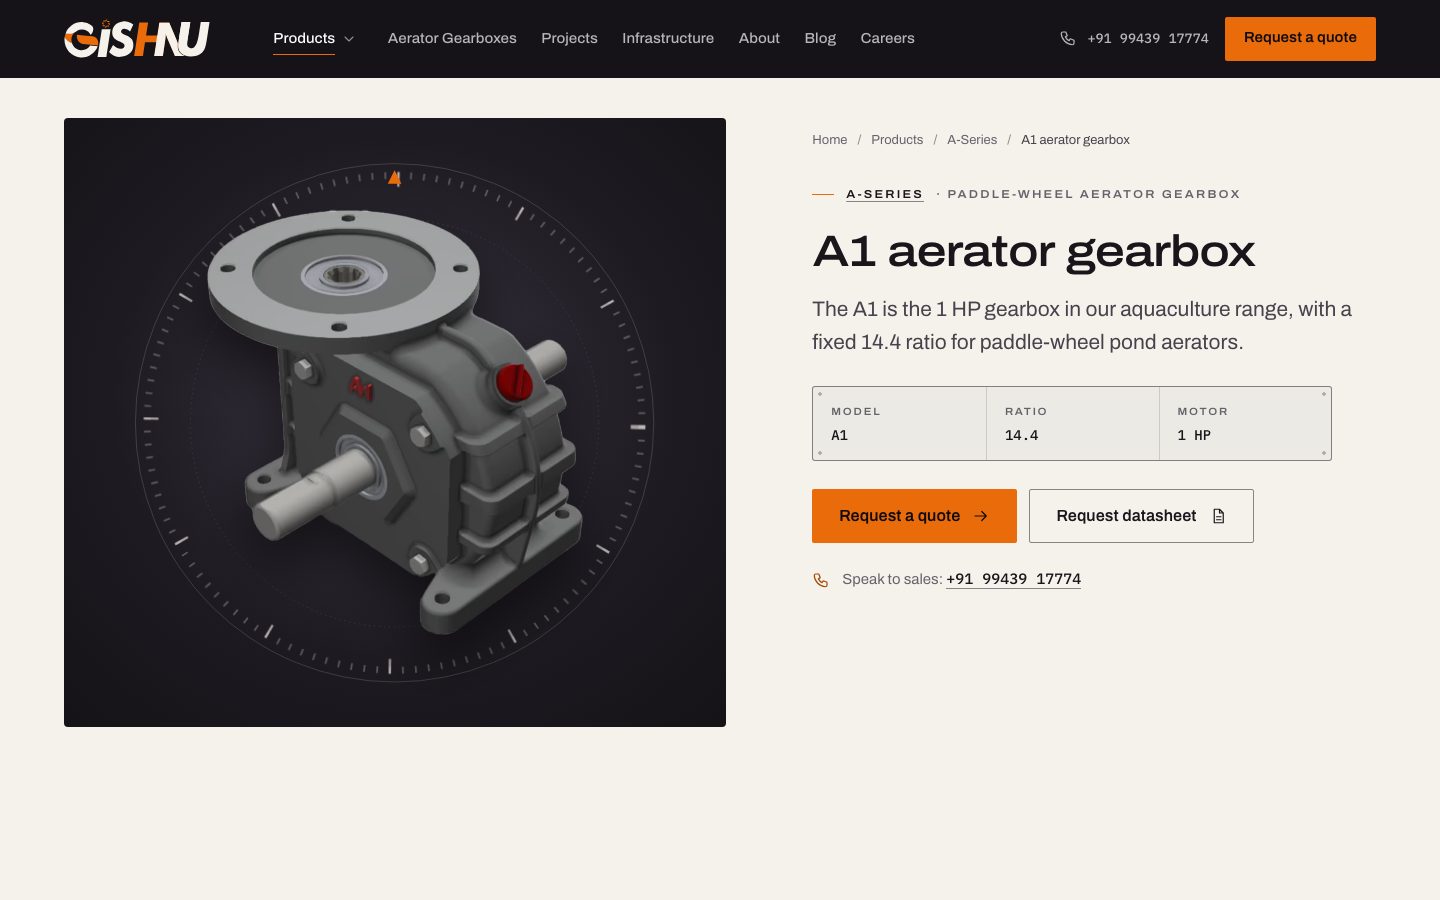 GISHNU
Products
Aerator Gearboxes
Projects
Infrastructure
About
Blog
Careers
+91 99439 17774
Request a quote
A1
Home / Products / A-Series / A1 aerator gearbox
A-SERIES · PADDLE-WHEEL AERATOR GEARBOX
A1 aerator gearbox
The A1 is the 1 HP gearbox in our aquaculture range, with a
fixed 14.4 ratio for paddle-wheel pond aerators.
MODEL
A1
RATIO
14.4
MOTOR
1 HP
Request a quote
Request datasheet
Speak to sales: +91 99439 17774